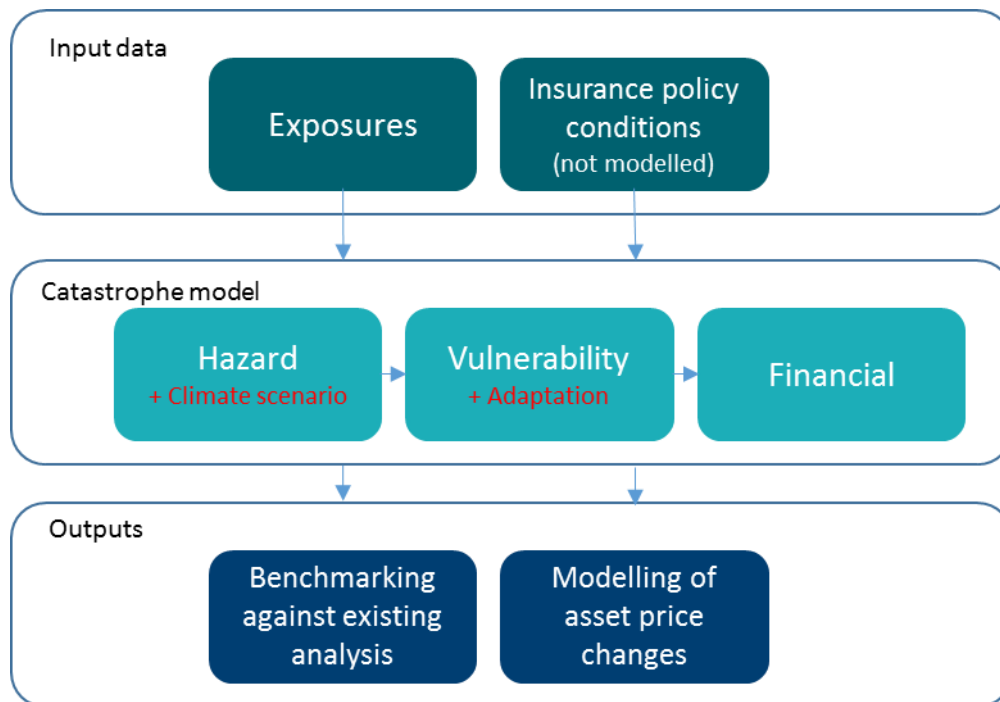 Input data
Exposures
Insurance policy
conditions
(not modelled)
Catastrophe model
Hazard
+ Climate scenario
Vulnerability
+ Adaptation
Financial
Outputs
Benchmarking
against existing
analysis
Modelling of
asset price
changes